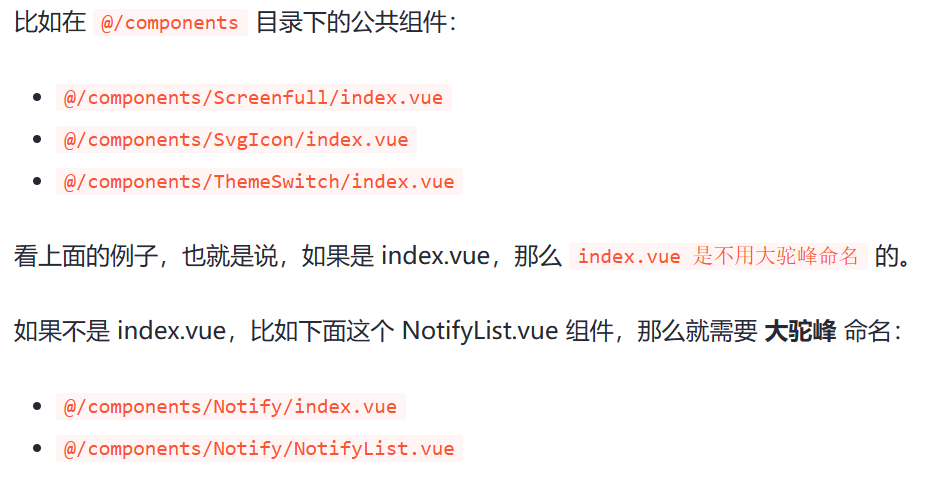 比如在 @/components 目录下的公共组件：
@/components/Screenfull/index.vue
@/components/SvgIcon/index.vue
@/components/ThemeSwitch/index.vue
看上面的例子，也就是说，如果是 index.vue，那么 index.vue 是不用大驼峰命名 的。
如果不是 index.vue，比如下面这个 NotifyList.vue 组件，那么就需要 大驼峰 命名：
@/components/Notify/index.vue
@/components/Notify/NotifyList.vue